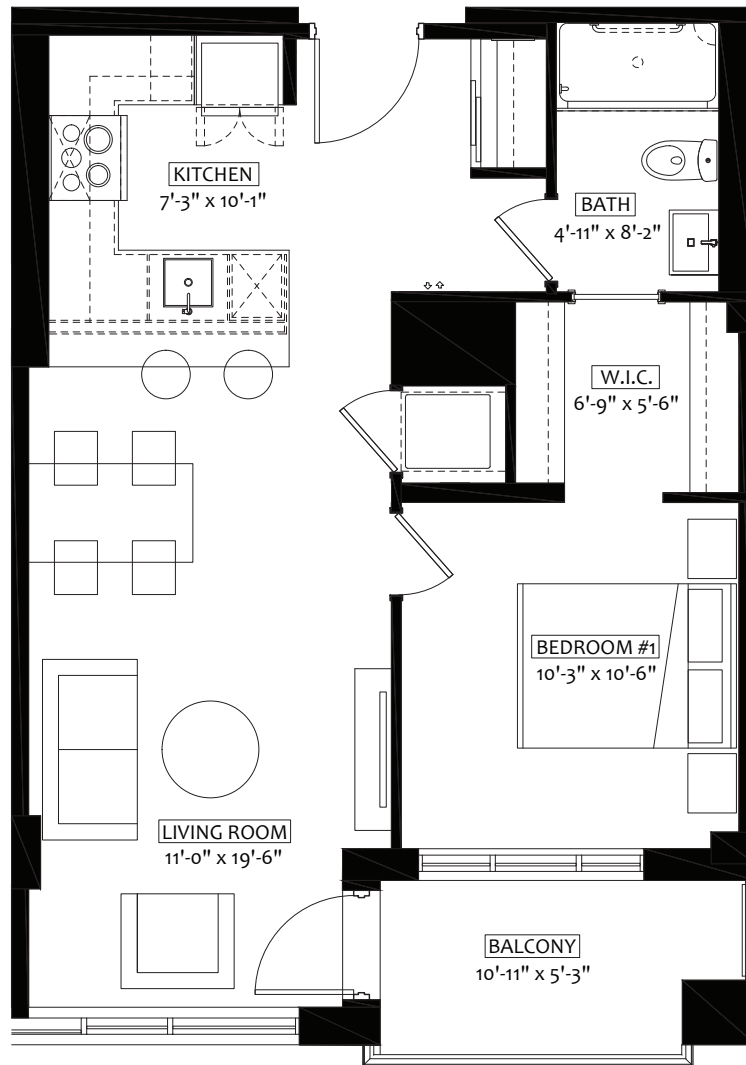 KITCHEN
7'-3" x 10'-1"
BATH
4'-11" x 8'-2"
W.I.C.
6'-9" x 5'-6"
BEDROOM #1
10'-3" x 10'-6"
LIVING ROOM
11'-0" x 19'-6"
BALCONY
10'-11" x 5'-3"